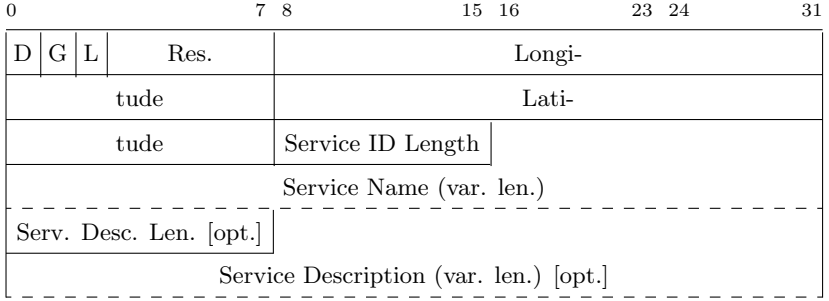 0 7 8 15 16 23 24 31
D G L Res. Longi-
tude Lati-
tude Service ID Length
Service Name (var. len.)
Serv. Desc. Len. [opt.]
Service Description (var. len.) [opt.]